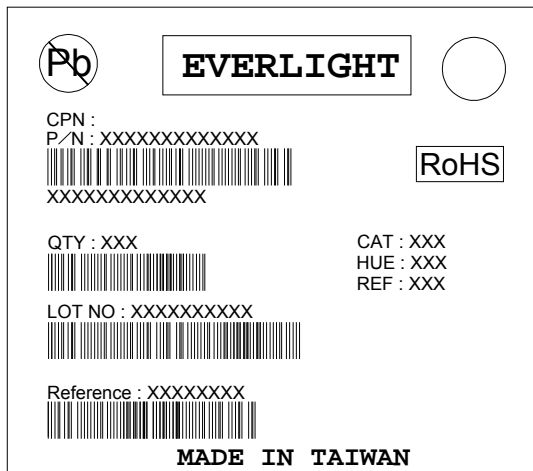 Pb
EVERLIGHT
CPN :
P/N : XXXXXXXXXXXXX
RoHS
XXXXXXXXXXXXX
QTY : XXX
CAT : XXX
HUE : XXX
REF : XXX
LOT NO : XXXXXXXXXX
Reference : XXXXXXXX
MADE IN TAIWAN